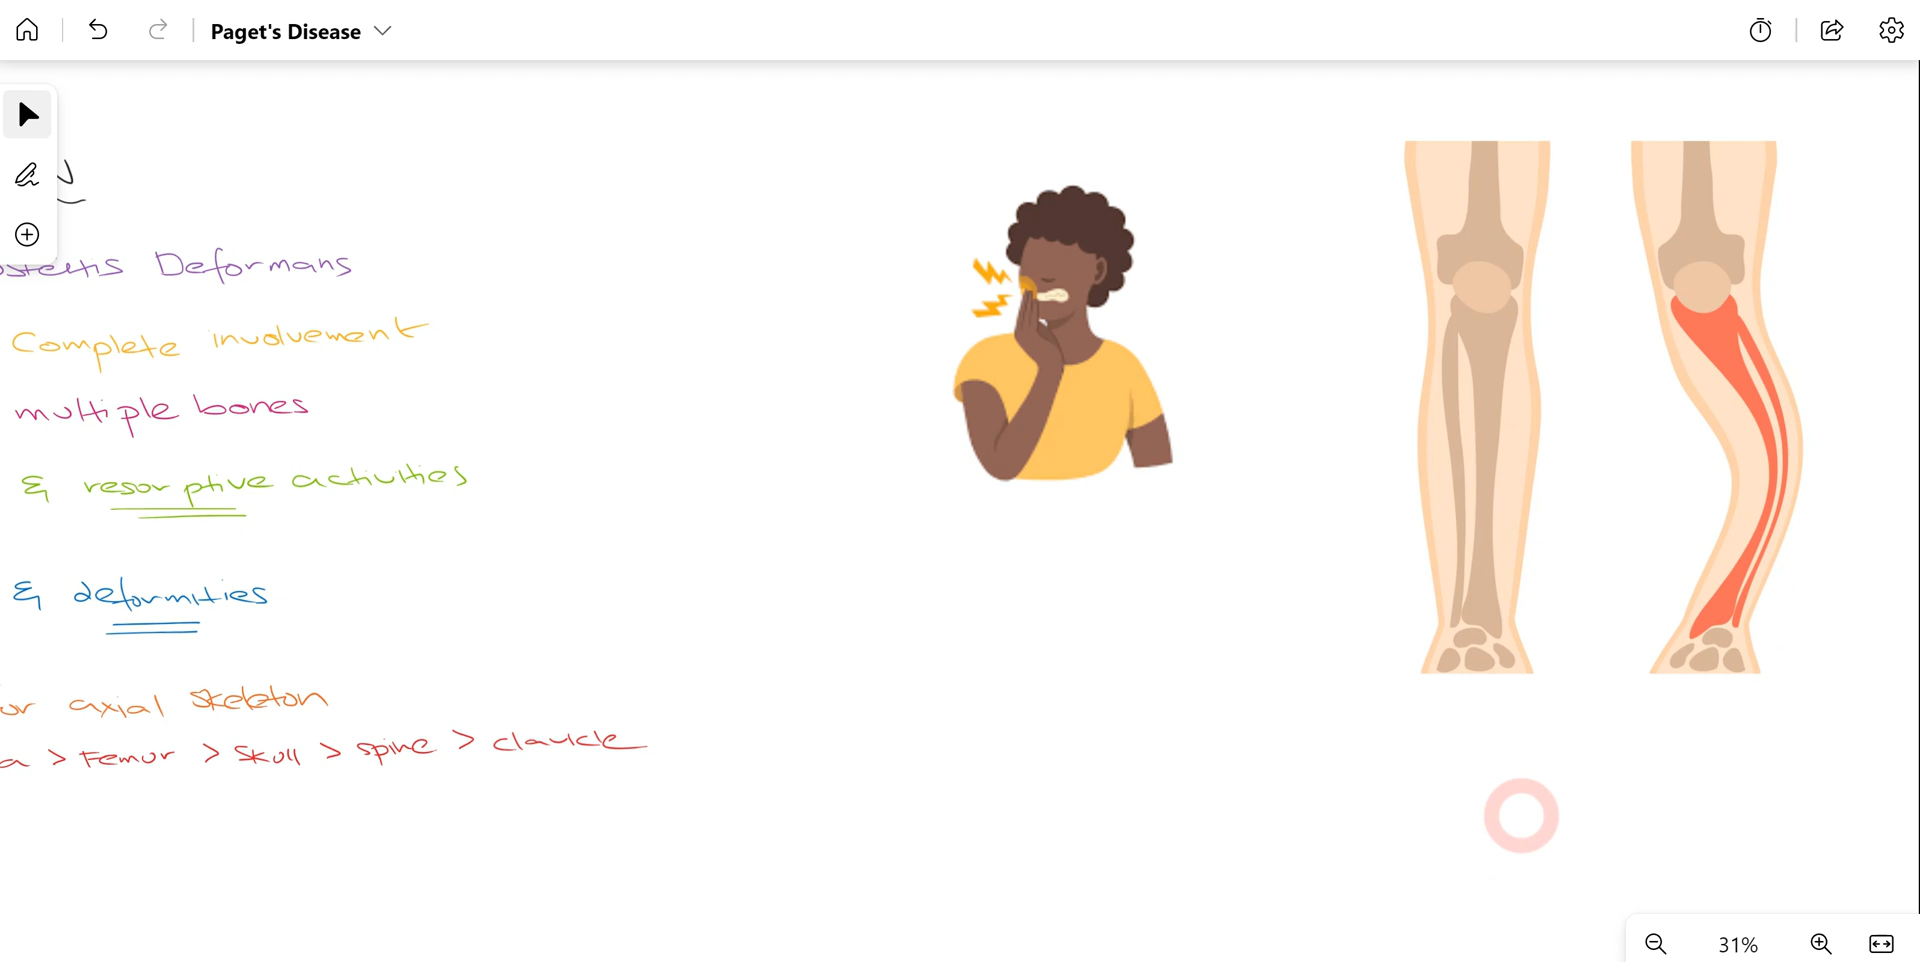 Paget's Disease
Deformans
Complete involvement
multiple bones
& resorptive activities
& deformities
axial skeleton
> Femur > Skull > spine > clavicle
31%